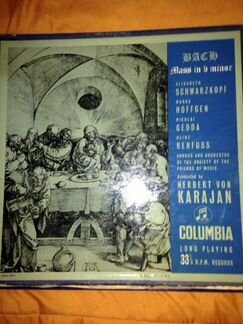 BACH
Mass in b minor
ELISABETH
SCHWARZKOPF
MARGA
HOFFGEN
NICOLAI
GEDDA
HEINZ
REHFUSS
CHORUS AND ORCHESTRA
OF THE SOCIETY OF THE
FRIENDS OF MUSIC
Conducted by
HERBERT VON
KARAJAN
COLUMBIA
LONG PLAYING
33⅓ R.P.M. RECORDS